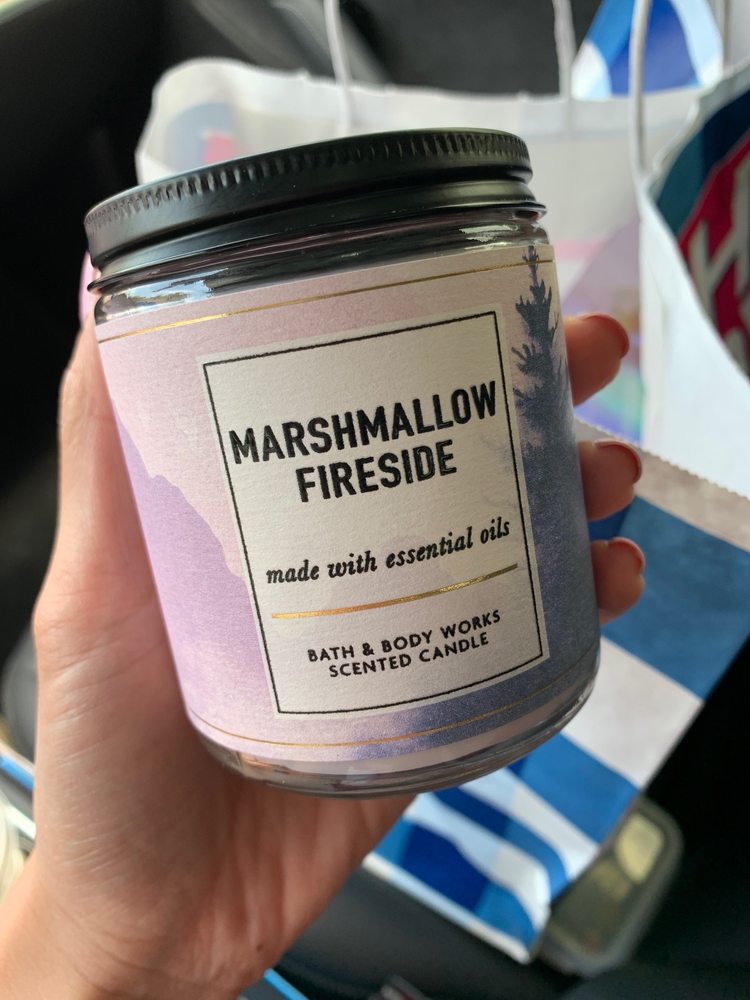 MARSHMALLOW
FIRESIDE
made with essential oils
BATH & BODY WORKS
SCENTED CANDLE